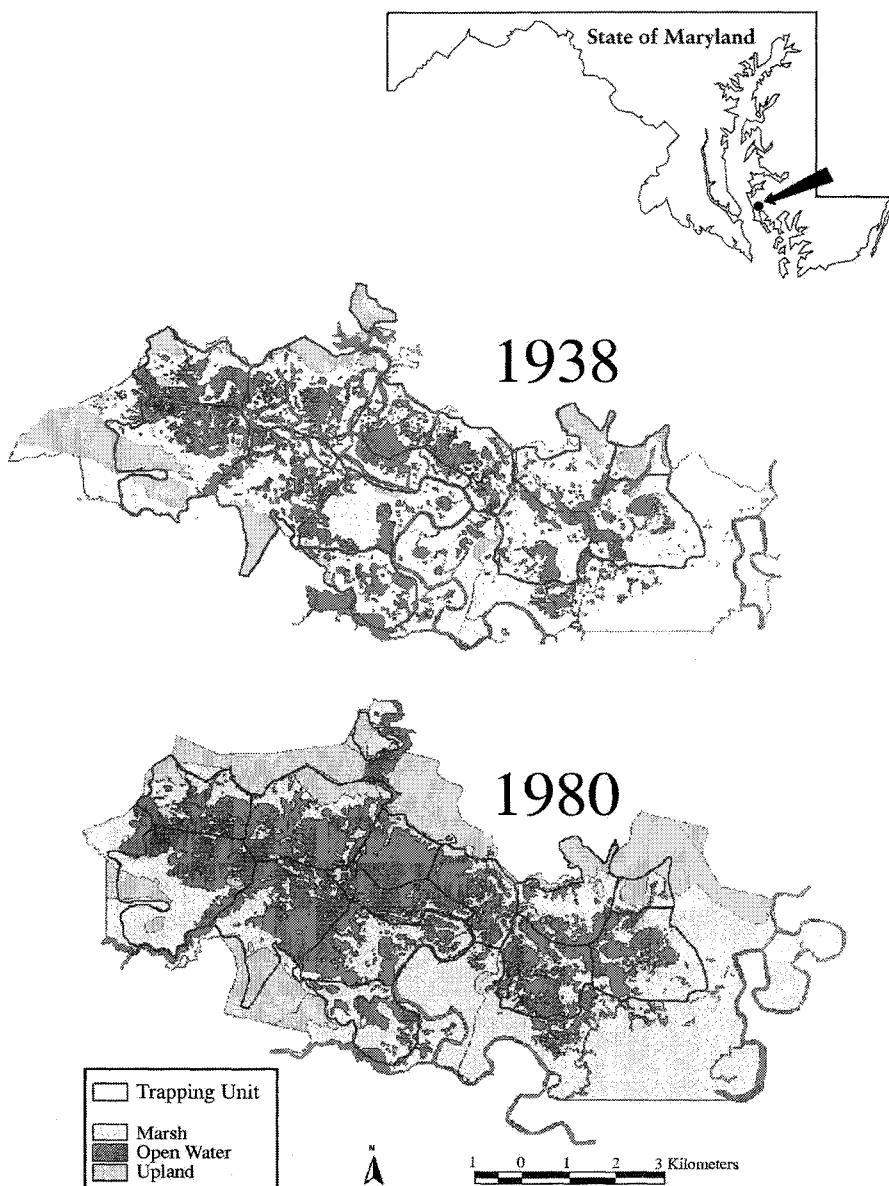 State of Maryland
1938
1980
Trapping Unit
Marsh
Open Water
Upland
N
1 0 1 2 3 Kilometers